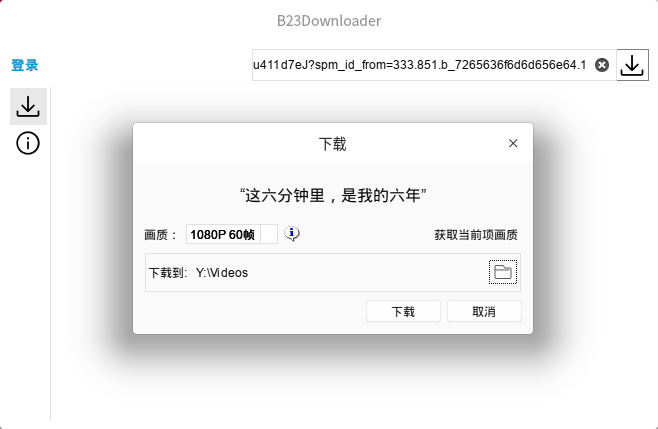 B23Downloader
登录
u411d7eJ?spm_id_from=333.851.b_7265636f6d6d656e64.1
下载
“这六分钟里，是我的六年”
画质： 1080P 60帧 获取当前项画质
下载到: Y:\Videos
下载 取消